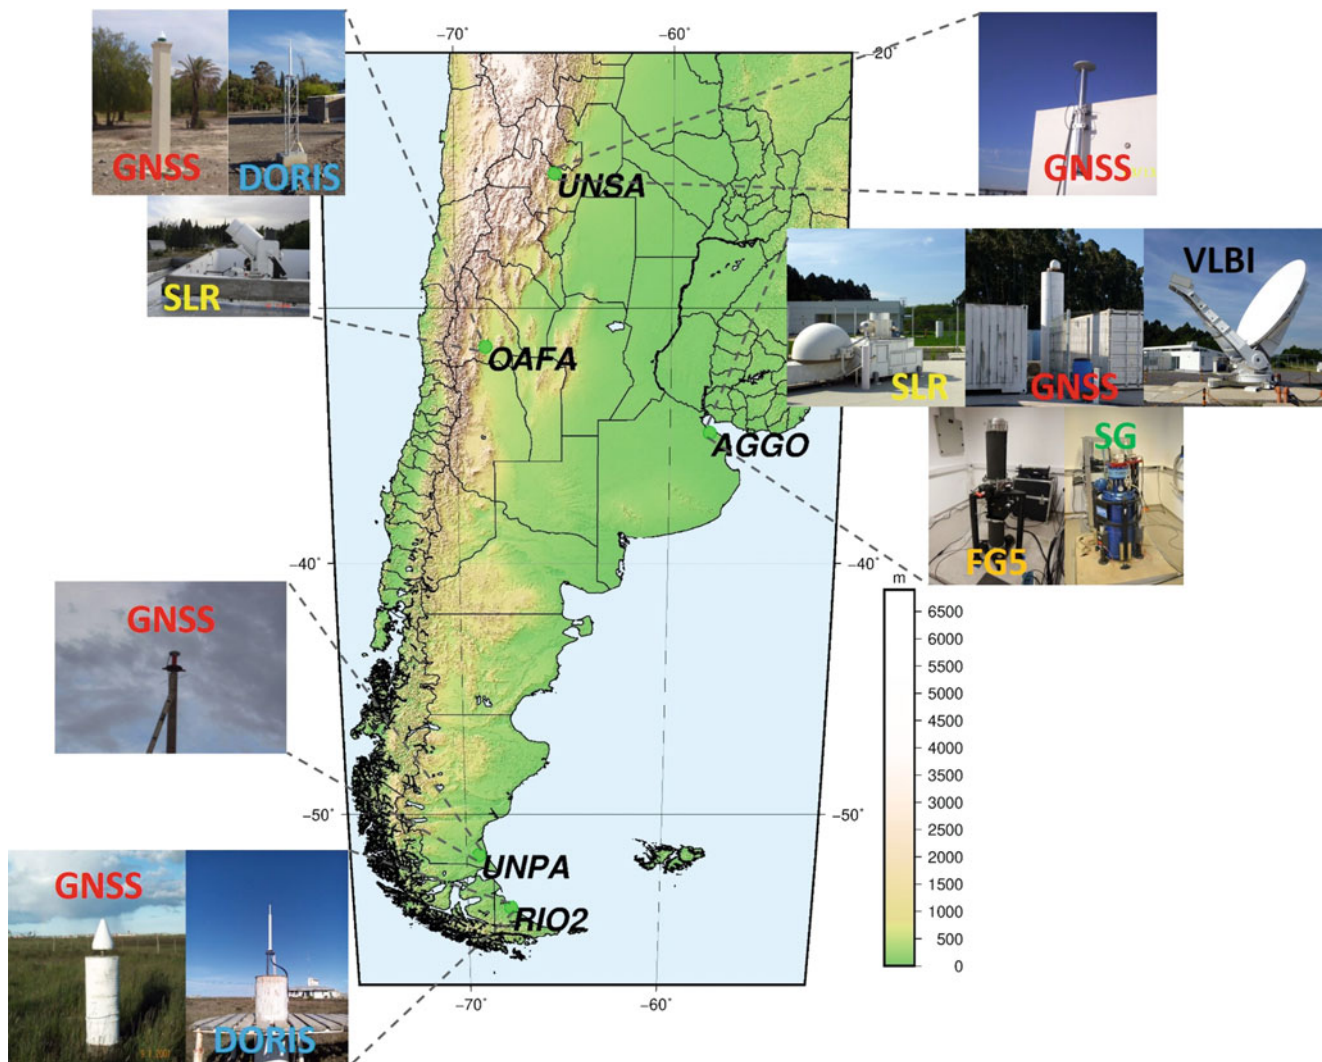 −70° −60°
−20°
GNSS DORIS
GNSS
UNSA
SLR
VLBI
OAFA
SLR GNSS
AGGO
SG
FG5
−40° −40°
m
GNSS
6500
6000
5500
5000
4500
4000
3500
3000
2500
2000
1500
1000
500
0
−50° −50°
UNPA
GNSS
RIO2
DORIS
−70° −60°